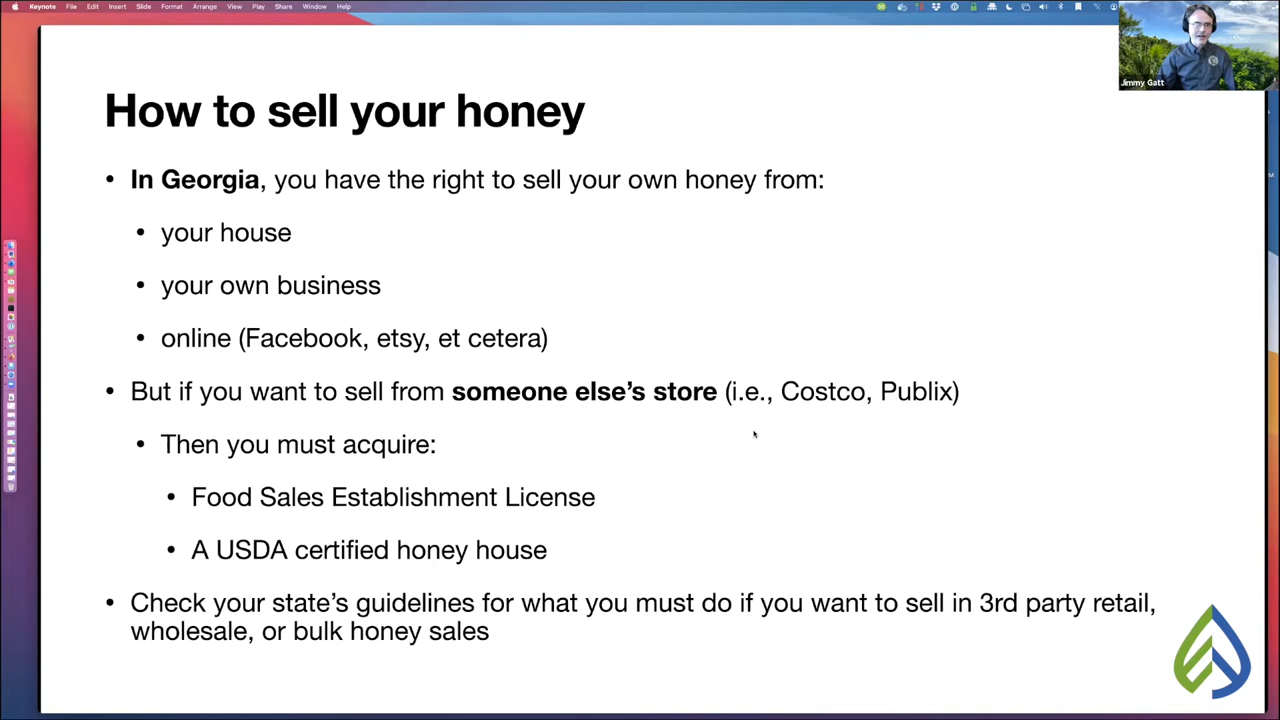 Keynote File Edit Insert Slide Format Arrange View Play Share Window Help
Jimmy Gatt
How to sell your honey
• In Georgia, you have the right to sell your own honey from:
• your house
• your own business
• online (Facebook, etsy, et cetera)
• But if you want to sell from someone else's store (i.e., Costco, Publix)
• Then you must acquire:
• Food Sales Establishment License
• A USDA certified honey house
• Check your state's guidelines for what you must do if you want to sell in 3rd party retail,
wholesale, or bulk honey sales